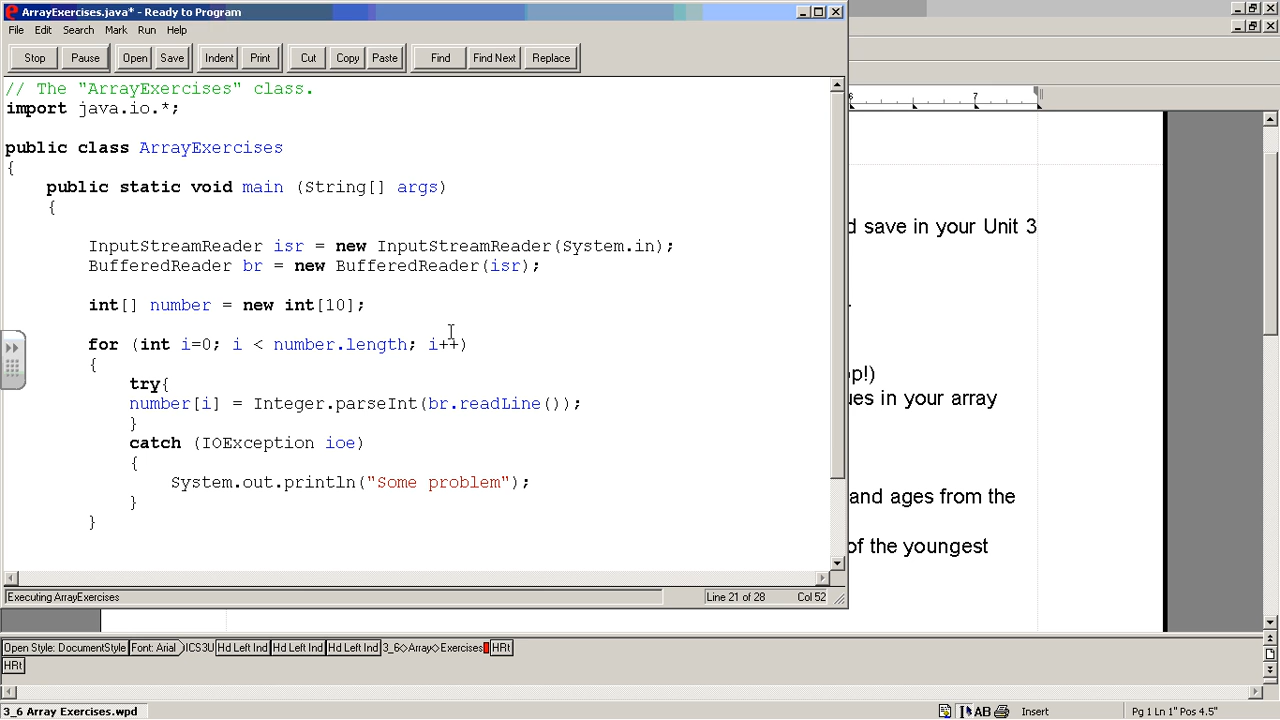 ArrayExercises.java* - Ready to Program
File Edit Search Mark Run Help
Stop Pause Open Save Indent Print Cut Copy Paste Find Find Next Replace
// The "ArrayExercises" class.
import java.io.*;
public class ArrayExercises
{
public static void main (String[] args)
{
InputStreamReader isr = new InputStreamReader(System.in);
BufferedReader br = new BufferedReader(isr);
int[] number = new int[10];
for (int i=0; i < number.length; i++)
{
try{
number[i] = Integer.parseInt(br.readLine());
}
catch (IOException ioe)
{
System.out.println("Some problem");
}
}
Executing ArrayExercises Line 21 of 28 Col 52
7
d save in your Unit 3
op!)
ues in your array
and ages from the
of the youngest
Open Style: DocumentStyle Font: Arial ICS3U Hd Left Ind Hd Left Ind Hd Left Ind 3_6◇Array◇Exercises HRt
HRt
3_6 Array Exercises.wpd AB Insert Pg 1 Ln 1" Pos 4.5"